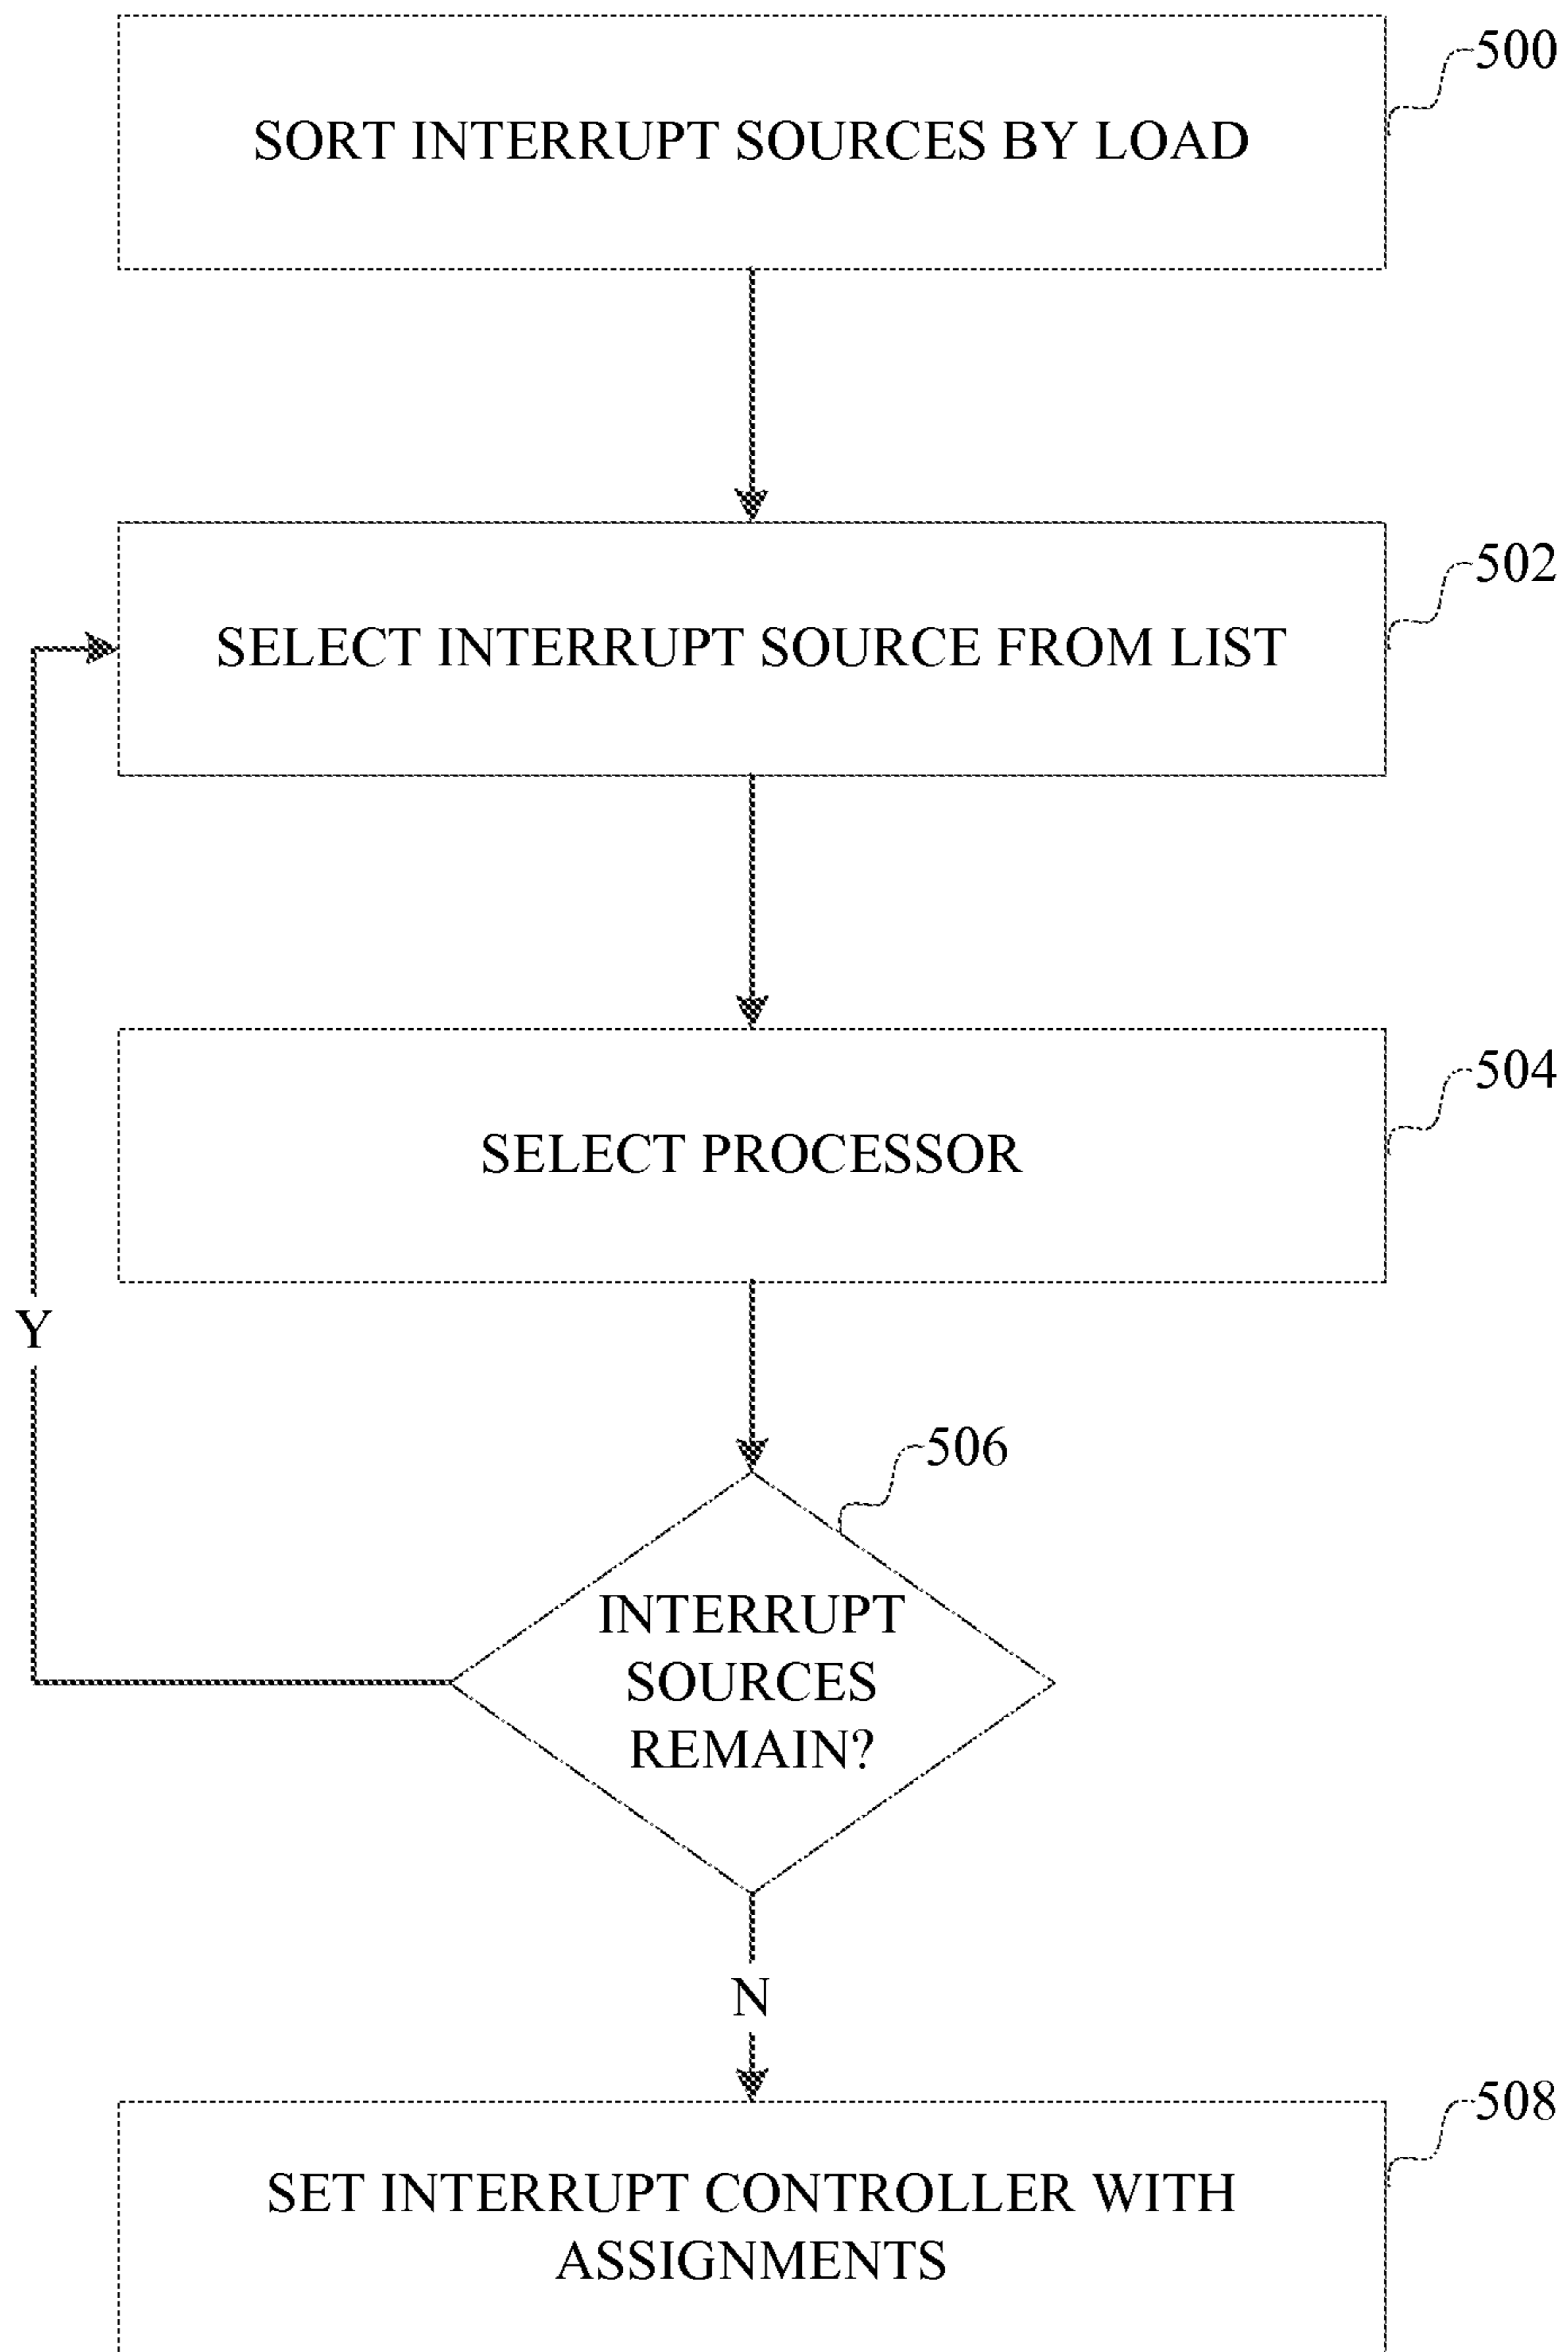 500
SORT INTERRUPT SOURCES BY LOAD
502
SELECT INTERRUPT SOURCE FROM LIST
504
SELECT PROCESSOR
Y
506
INTERRUPT
SOURCES
REMAIN?
N
508
SET INTERRUPT CONTROLLER WITH
ASSIGNMENTS